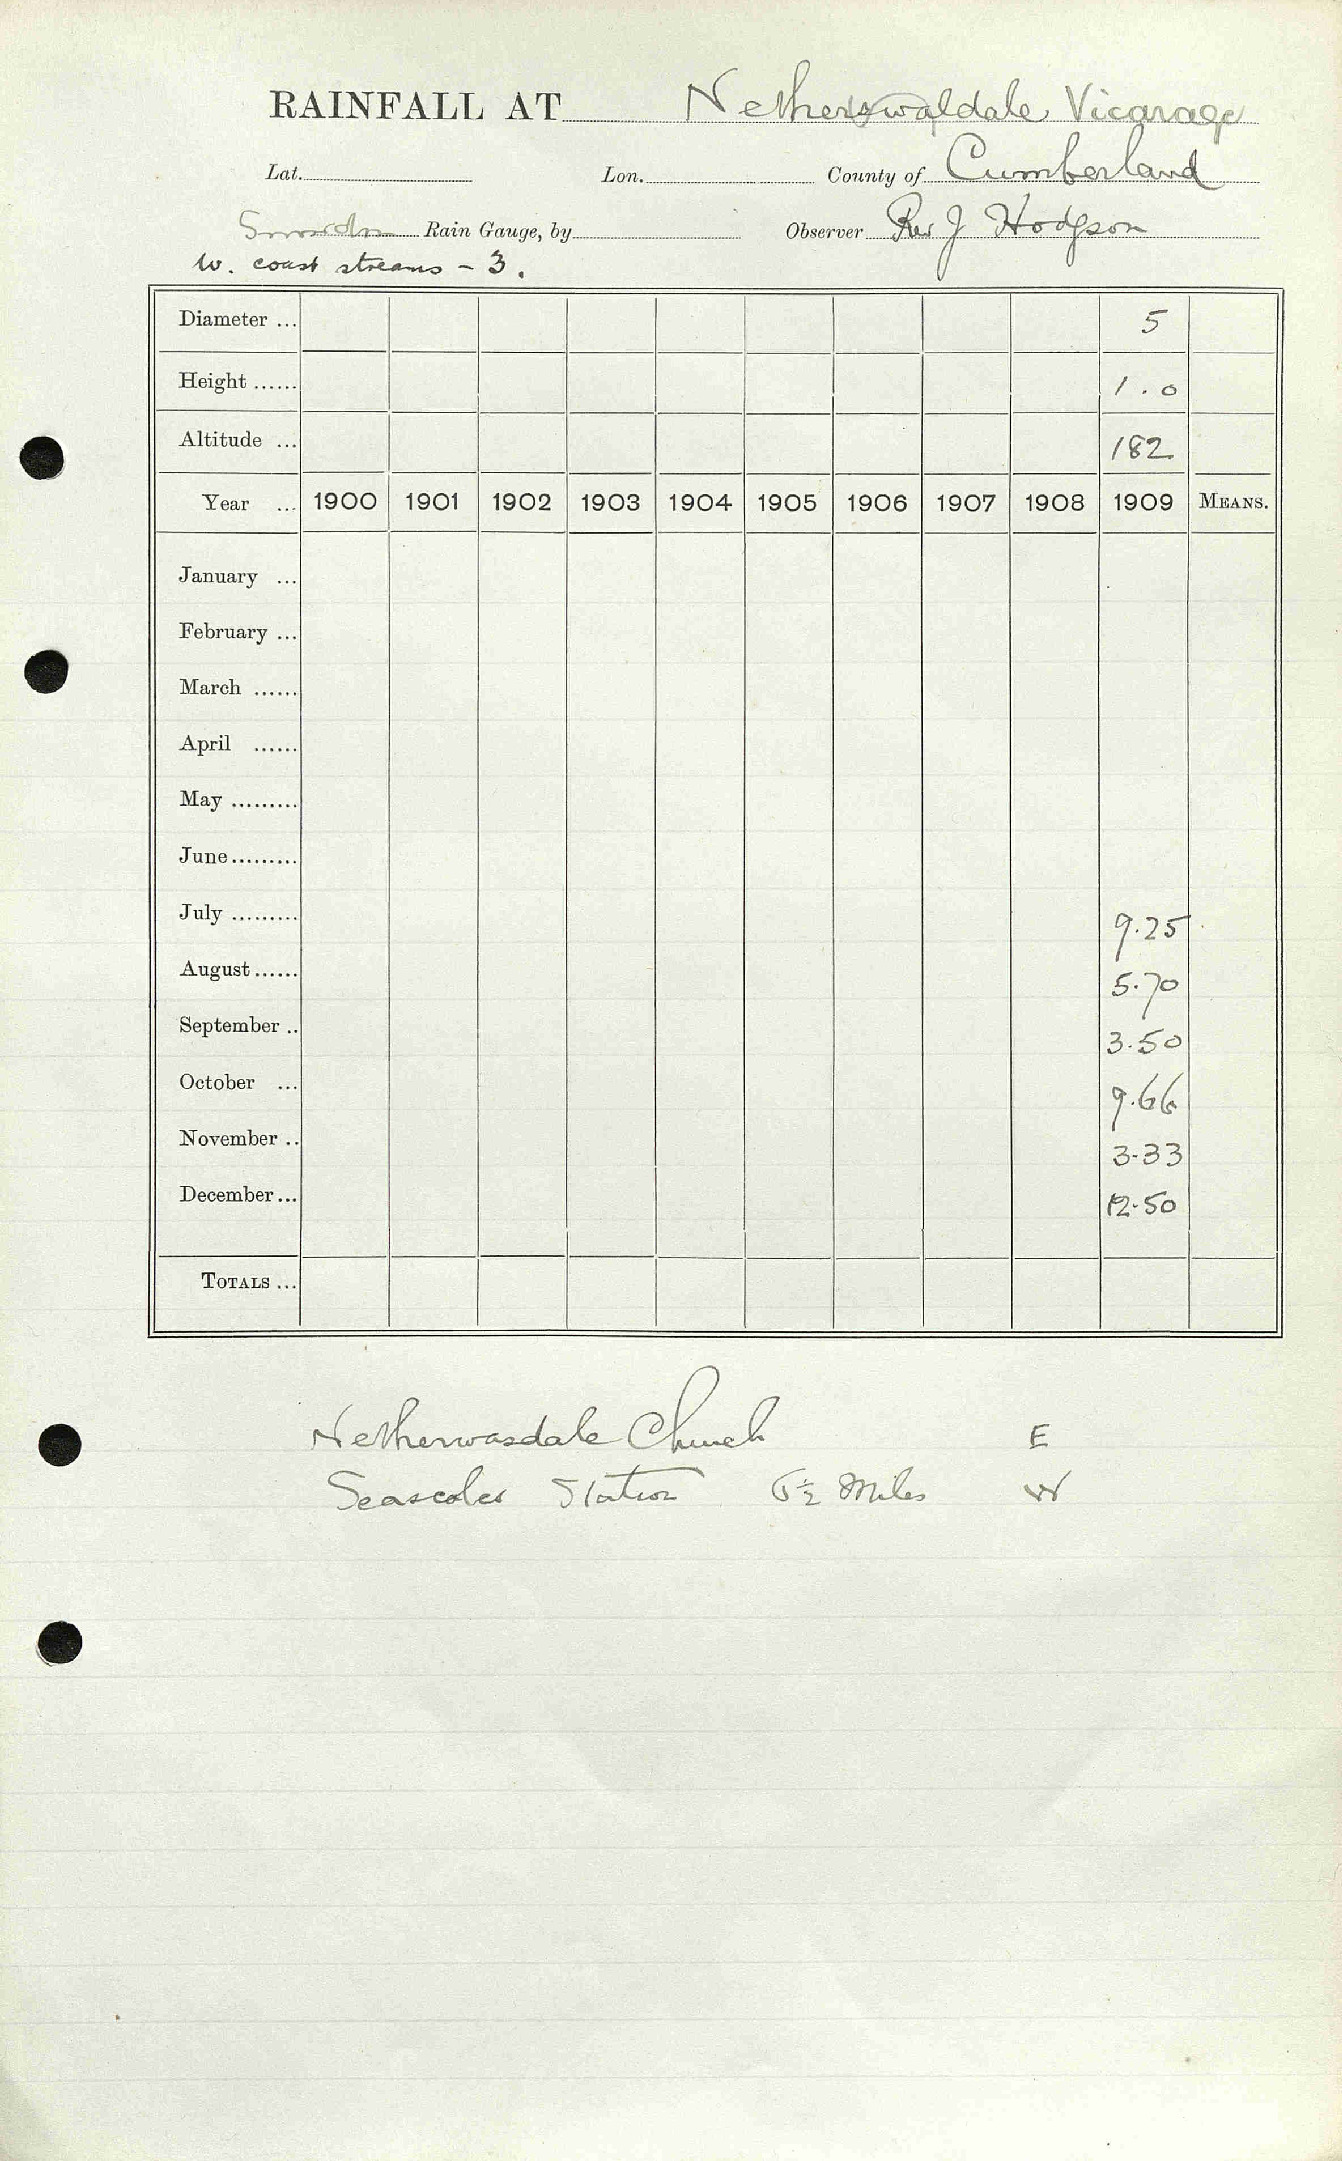 RAINFALL AT Netherswaldale Vicarage
Lat. Lon. County of Cumberland
Snowdon Rain Gauge, by Observer Rev J Hodgson
W. coast streams - 3.
Diameter ... 5
Height ...... 1.0
Altitude ... 182
Year ... 1900 1901 1902 1903 1904 1905 1906 1907 1908 1909 MEANS.
January ...
February ...
March ......
April ......
May .........
June.........
July ......... 9.25
August...... 5.70
September .. 3.50
October ... 9.66
November .. 3.33
December... 12.50
TOTALS ...
Netherwasdale Church E
Station 6½ Miles W